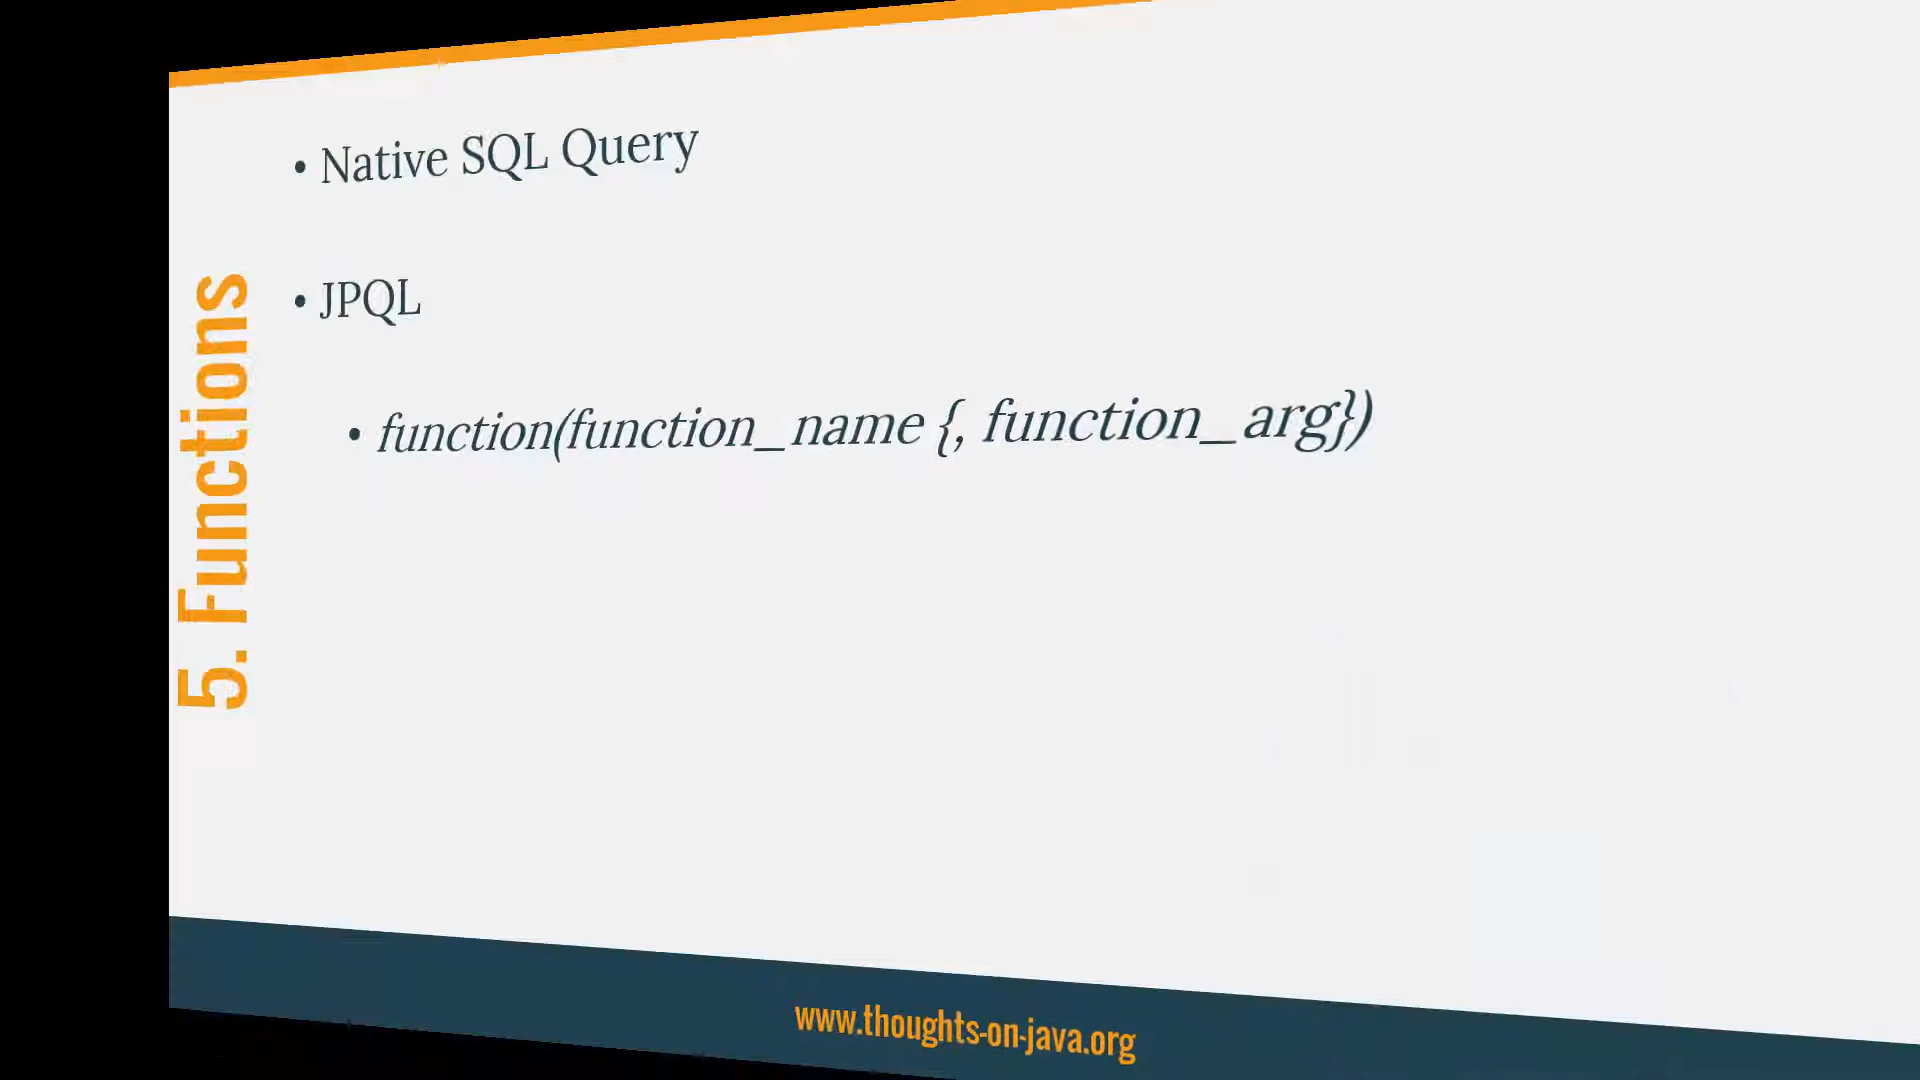 5. Functions
• Native SQL Query
• JPQL
• function(function_name {, function_arg})
www.thoughts-on-java.org